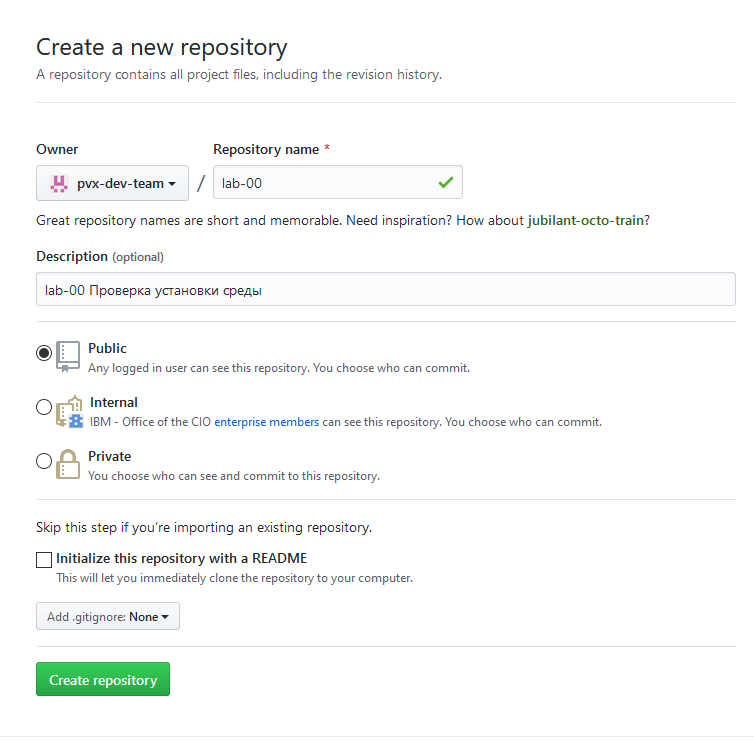 Create a new repository
A repository contains all project files, including the revision history.
Owner Repository name *
pvx-dev-team / lab-00
Great repository names are short and memorable. Need inspiration? How about jubilant-octo-train?
Description (optional)
lab-00 Проверка установки среды
Public
Any logged in user can see this repository. You choose who can commit.
Internal
IBM - Office of the CIO enterprise members can see this repository. You choose who can commit.
Private
You choose who can see and commit to this repository.
Skip this step if you’re importing an existing repository.
Initialize this repository with a README
This will let you immediately clone the repository to your computer.
Add .gitignore: None
Create repository